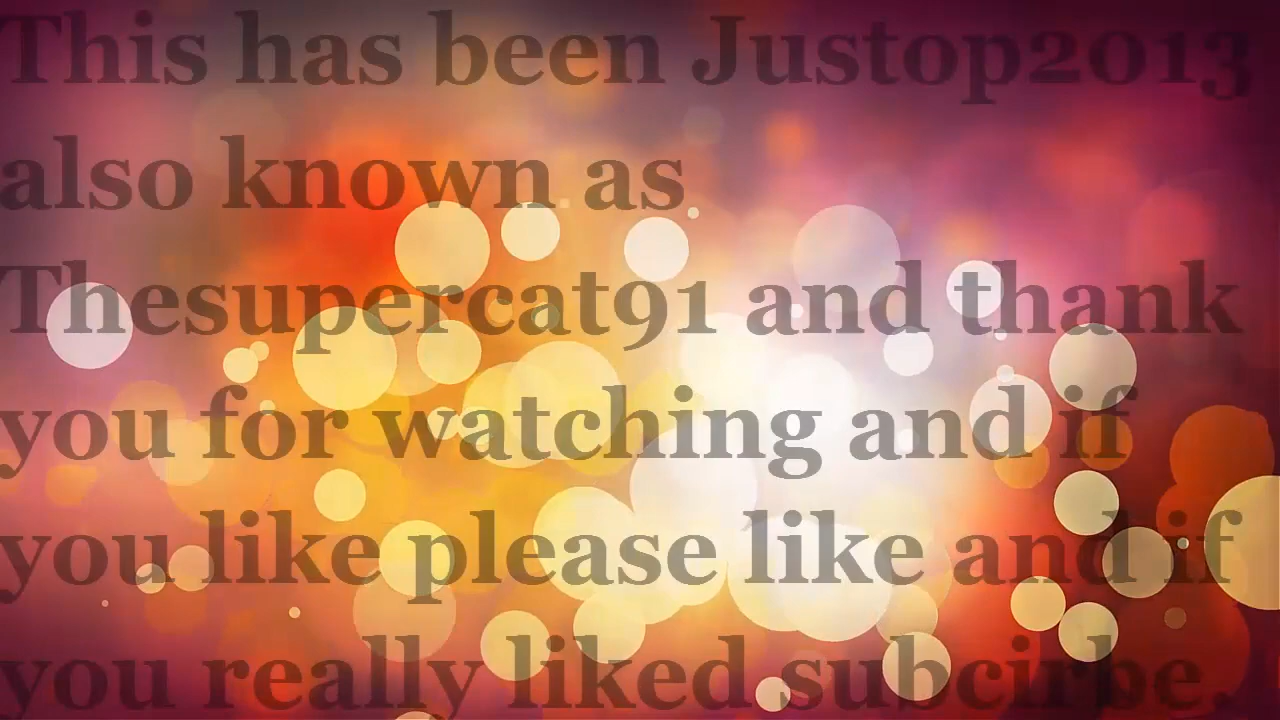 This has been Justop2013
also known as
Thesupercat91 and thank
you for watching and if
you like please like and if
you really liked subcirbe.